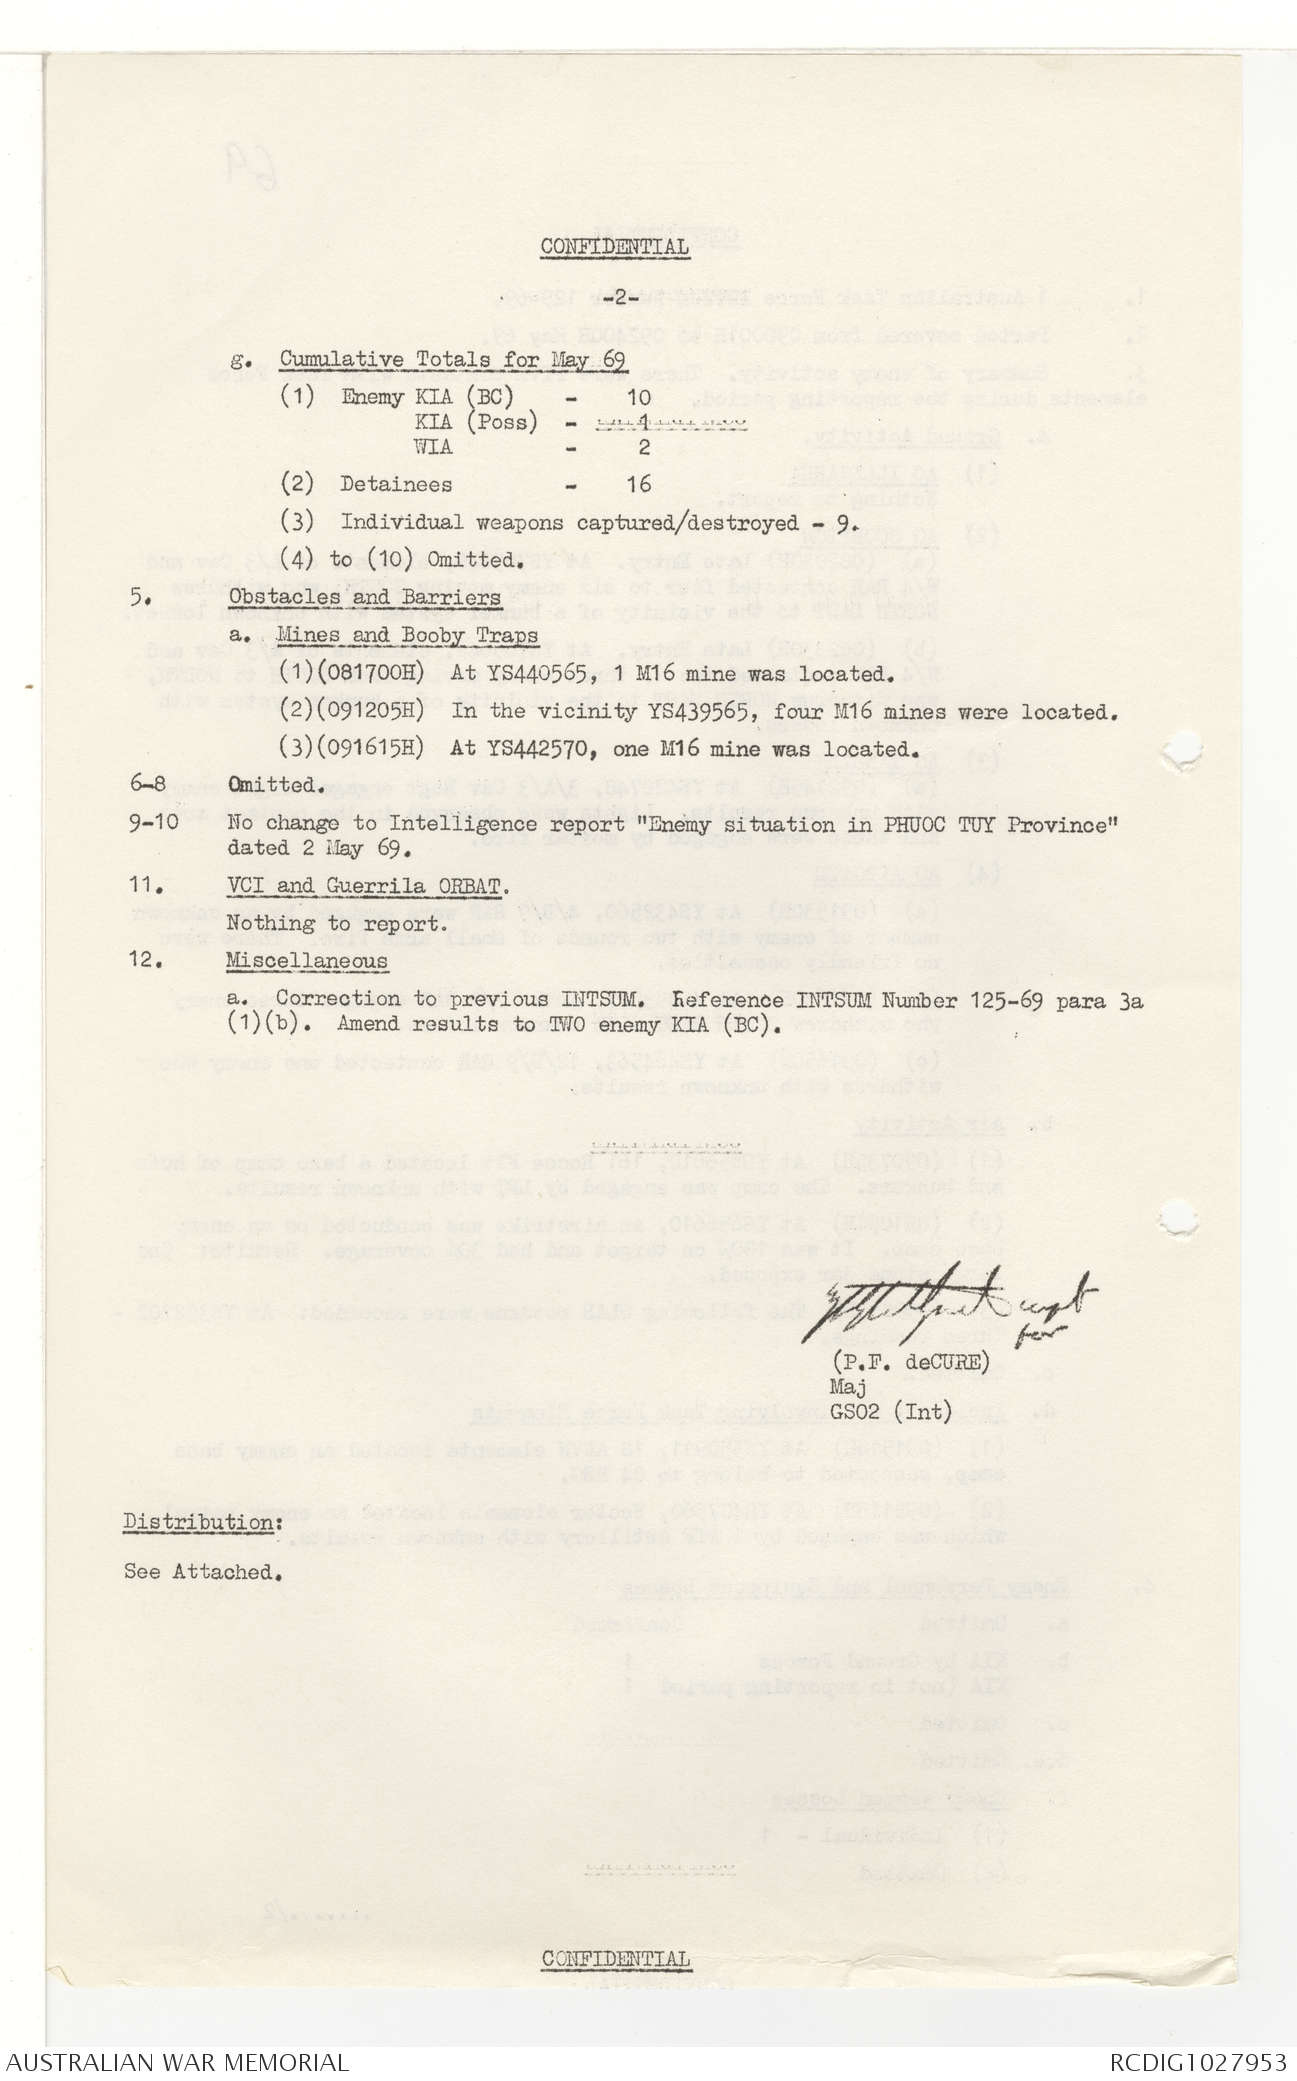 CONFIDENTIAL
-2-
g. Cumulative Totals for May 69
(1) Enemy KIA (BC) - 10
KIA (Poss) - 1
WIA - 2
(2) Detainees - 16
(3) Individual weapons captured/destroyed - 9.
(4) to (10) Omitted.
5. Obstacles and Barriers
a. Mines and Booby Traps
(1)(081700H) At YS440565, 1 M16 mine was located.
(2)(091205H) In the vicinity YS439565, four M16 mines were located.
(3)(091615H) At YS442570, one M16 mine was located.
6-8 Omitted.
9-10 No change to Intelligence report "Enemy situation in PHUOC TUY Province"
dated 2 May 69.
11. VCI and Guerrila ORBAT.
Nothing to report.
12. Miscellaneous
a. Correction to previous INTSUM. Reference INTSUM Number 125-69 para 3a
(1)(b). Amend results to TWO enemy KIA (BC).
capt
for
(P.F. deCURE)
Maj
GSO2 (Int)
Distribution:
See Attached.
CONFIDENTIAL
AUSTRALIAN WAR MEMORIAL
RCDIG1027953